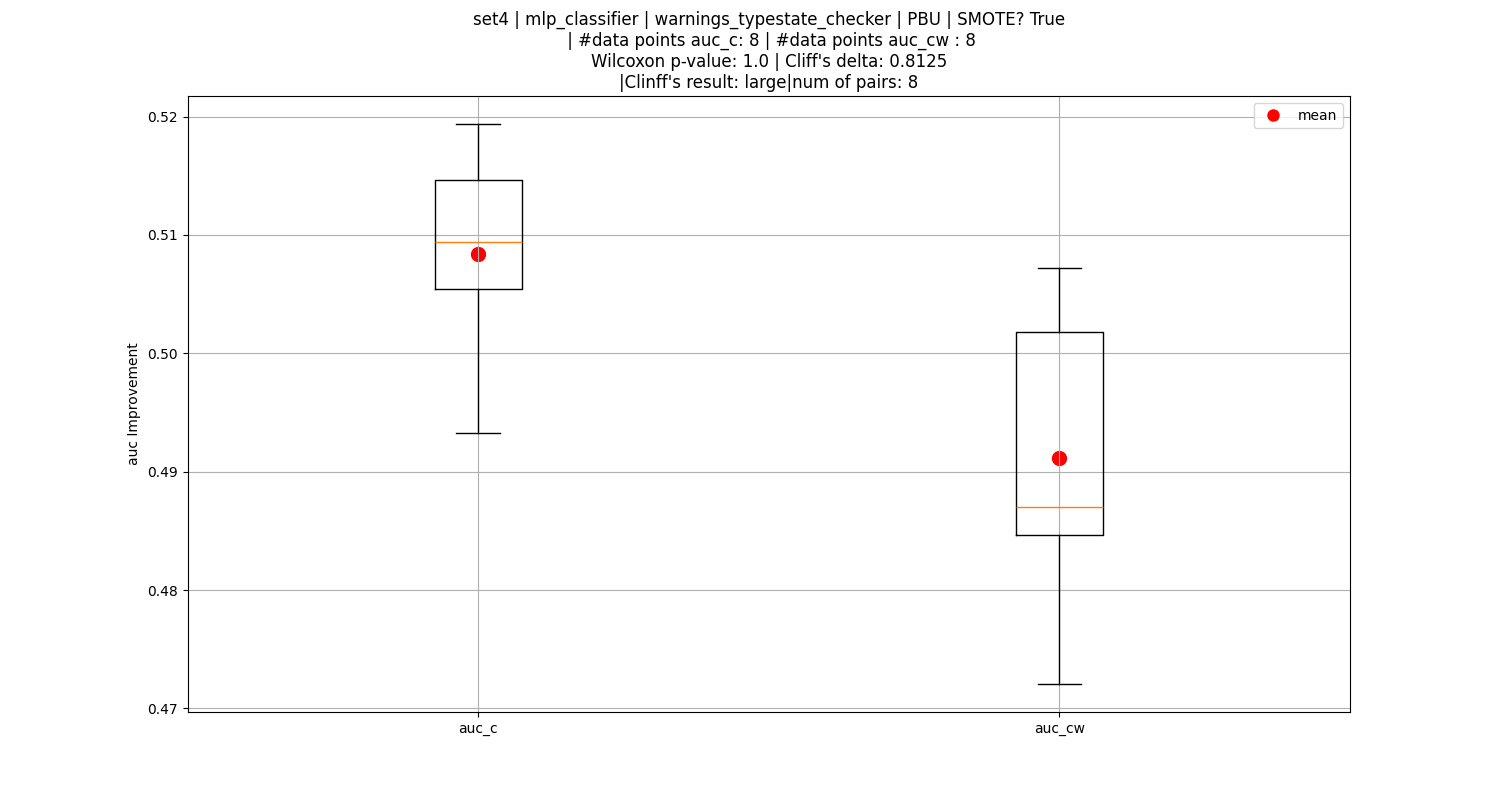 set4 | mlp_classifier | warnings_typestate_checker | PBU | SMOTE? True
| #data points auc_c: 8 | #data points auc_cw : 8
Wilcoxon p-value: 1.0 | Cliff's delta: 0.8125
|Clinff's result: large|num of pairs: 8
mean
0.52
0.51
0.50
0.49
0.48
0.47
auc Improvement
auc_c
auc_cw